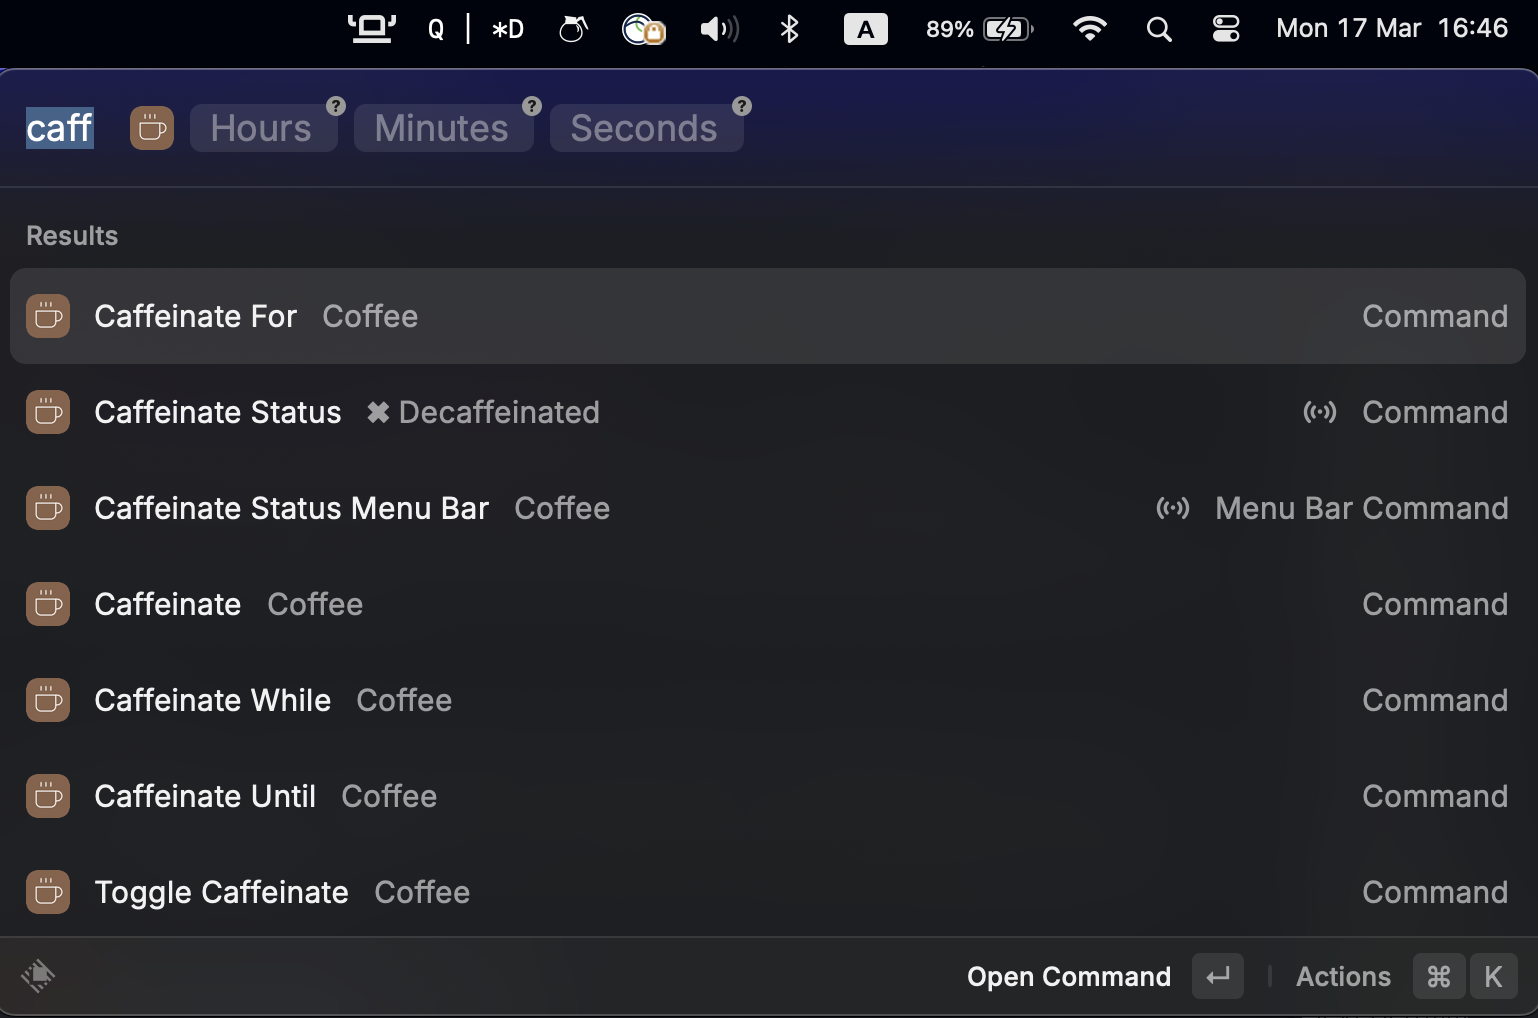 Q | *D A 89% Mon 17 Mar 16:46
caff Hours ? Minutes ? Seconds ?
Results
Caffeinate For Coffee Command
Caffeinate Status ✖ Decaffeinated Command
Caffeinate Status Menu Bar Coffee Menu Bar Command
Caffeinate Coffee Command
Caffeinate While Coffee Command
Caffeinate Until Coffee Command
Toggle Caffeinate Coffee Command
Open Command ↵ | Actions ⌘ K